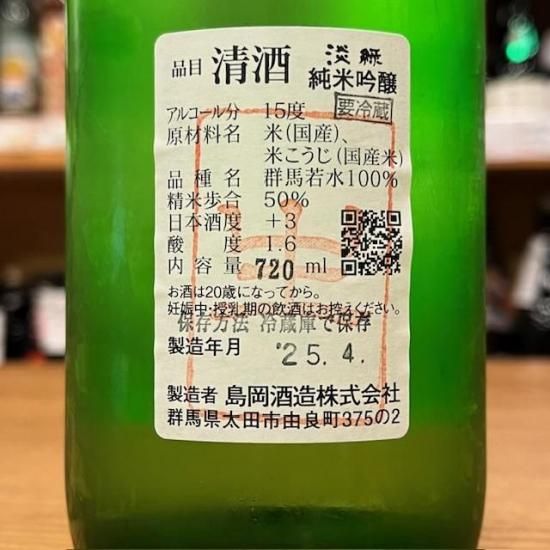 品目 清酒 淡緑
純米吟醸
要冷蔵
アルコール分 15度
原材料名 米(国産)、
米こうじ(国産米)
品種名 群馬若水100%
精米歩合 50%
日本酒度 +3
酸度 1.6
内容量 720 ml
お酒は20歳になってから。
妊娠中・授乳期の飲酒はお控えください。
保存方法 冷蔵庫で保存
製造年月 '25.4.
製造者 島岡酒造株式会社
群馬県太田市由良町375の2